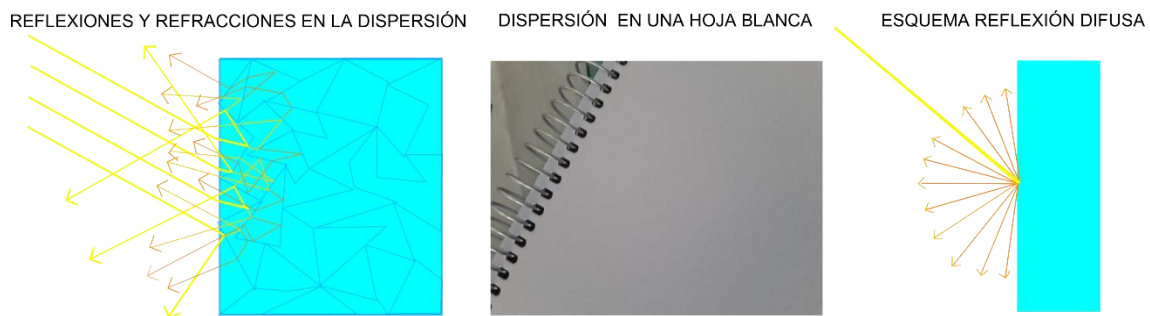 REFLEXIONES Y REFRACCIONES EN LA DISPERSIÓN
DISPERSIÓN EN UNA HOJA BLANCA
ESQUEMA REFLEXIÓN DIFUSA